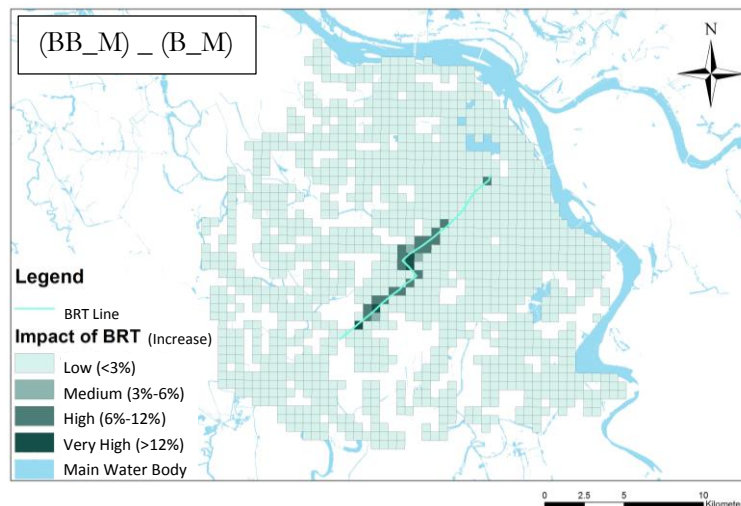 (BB_M) _ (B_M)
N
Legend
BRT Line
Impact of BRT (Increase)
Low (<3%)
Medium (3%-6%)
High (6%-12%)
Very High (>12%)
Main Water Body
0 2.5 5 10
Kilomete